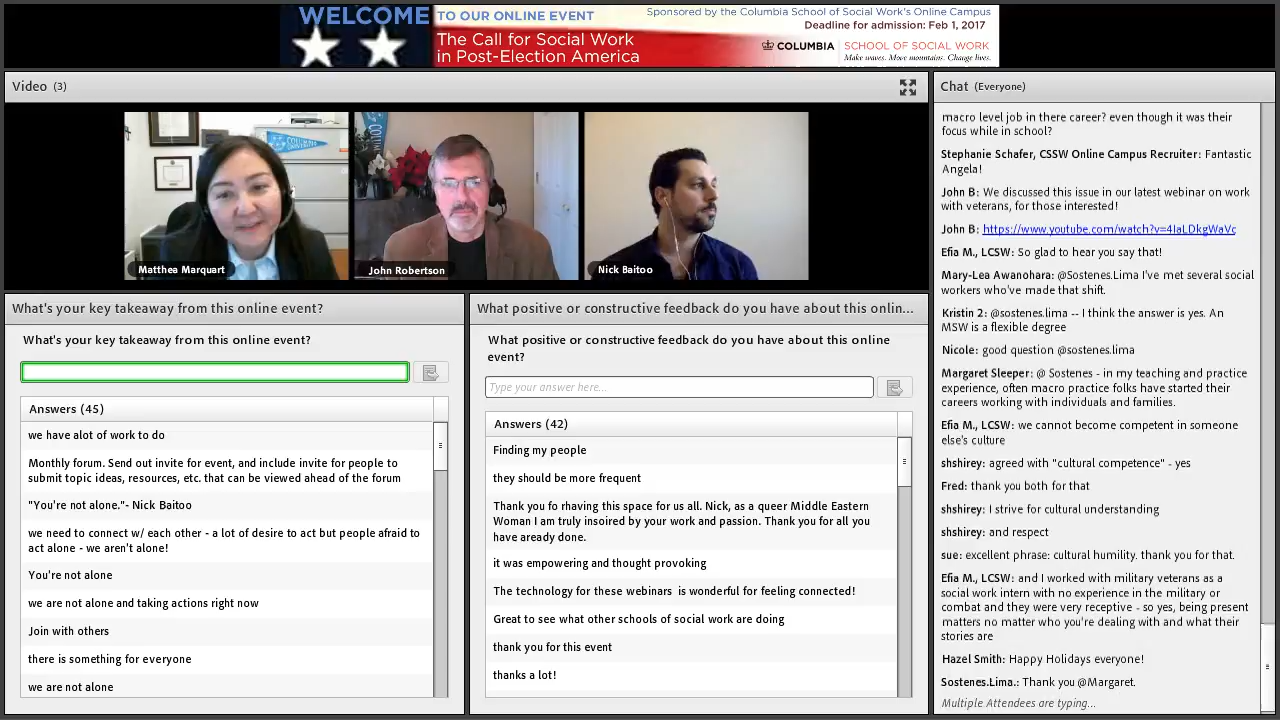 WELCOME TO OUR ONLINE EVENT
The Call for Social Work
in Post-Election America
Sponsored by the Columbia School of Social Work's Online Campus
Deadline for admission: Feb 1, 2017
COLUMBIA SCHOOL OF SOCIAL WORK
Make waves. Move mountains. Change lives.
Video (3)
Matthea Marquart
John Robertson
Nick Baitoo
What's your key takeaway from this online event?
What's your key takeaway from this online event?
Answers (45)
we have alot of work to do
Monthly forum. Send out invite for event, and include invite for people to
submit topic ideas, resources, etc. that can be viewed ahead of the forum
"You're not alone."- Nick Baitoo
we need to connect w/ each other - a lot of desire to act but people afraid to
act alone - we aren't alone!
You're not alone
we are not alone and taking actions right now
Join with others
there is something for everyone
we are not alone
What positive or constructive feedback do you have about this onlin...
What positive or constructive feedback do you have about this online
event?
Type your answer here...
Answers (42)
Finding my people
they should be more frequent
Thank you fo rhaving this space for us all. Nick, as a queer Middle Eastern
Woman I am truly insoired by your work and passion. Thank you for all you
have aready done.
it was empowering and thought provoking
The technology for these webinars is wonderful for feeling connected!
Great to see what other schools of social work are doing
thank you for this event
thanks a lot!
Chat (Everyone)
macro level job in there career? even though it was their
focus while in school?
Stephanie Schafer, CSSW Online Campus Recruiter: Fantastic
Angela!
John B: We discussed this issue in our latest webinar on work
with veterans, for those interested!
John B: https://www.youtube.com/watch?v=4IaLDkgWaVc
Efia M., LCSW: So glad to hear you say that!
Mary-Lea Awanohara: @Sostenes.Lima I've met several social
workers who've made that shift.
Kristin 2: @sostenes.lima -- I think the answer is yes. An
MSW is a flexible degree
Nicole: good question @sostenes.lima
Margaret Sleeper: @ Sostenes - in my teaching and practice
experience, often macro practice folks have started their
careers working with individuals and families.
Efia M., LCSW: we cannot become competent in someone
else's culture
shshirey: agreed with "cultural competence" - yes
Fred: thank you both for that
shshirey: I strive for cultural understanding
shshirey: and respect
sue: excellent phrase: cultural humility. thank you for that.
Efia M., LCSW: and I worked with military veterans as a
social work intern with no experience in the military or
combat and they were very receptive - so yes, being present
matters no matter who you're dealing with and what their
stories are
Hazel Smith: Happy Holidays everyone!
Sostenes.Lima.: Thank you @Margaret.
Multiple Attendees are typing...